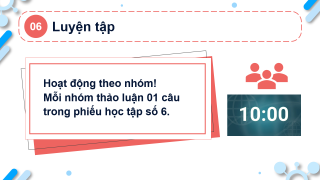 06 Luyện tập
Hoạt động theo nhóm!
Mỗi nhóm thảo luận 01 câu
trong phiếu học tập số 6.
10:00